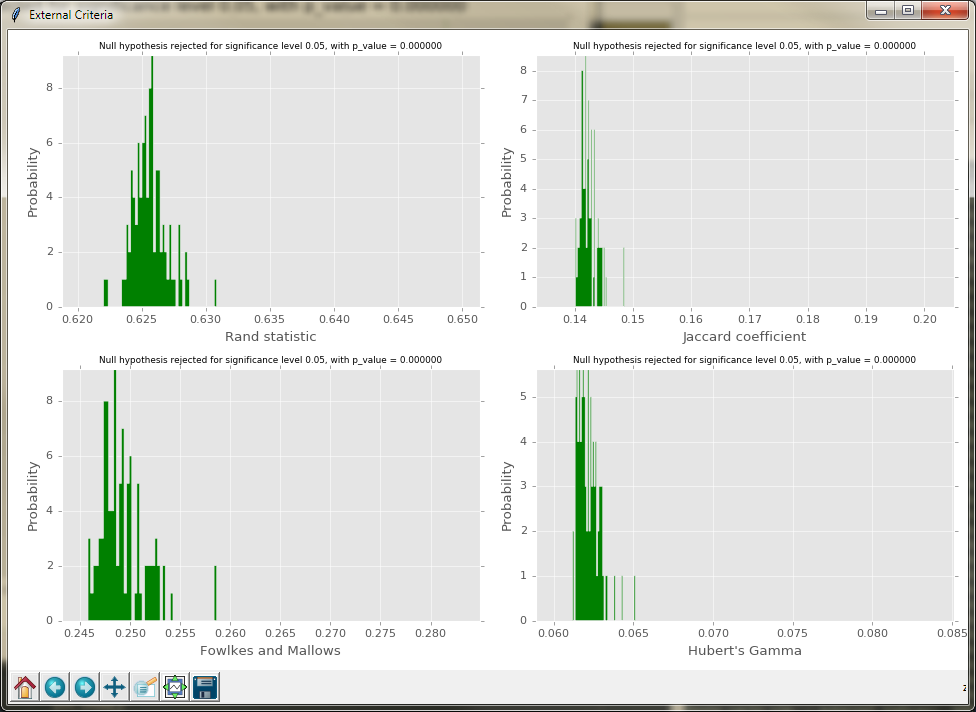 External Criteria
Null hypothesis rejected for significance level 0.05, with p_value = 0.000000
Probability
8
6
4
2
0
0.620 0.625 0.630 0.635 0.640 0.645 0.650
Rand statistic
Null hypothesis rejected for significance level 0.05, with p_value = 0.000000
Probability
8
7
6
5
4
3
2
1
0
0.14 0.15 0.16 0.17 0.18 0.19 0.20
Jaccard coefficient
Null hypothesis rejected for significance level 0.05, with p_value = 0.000000
Probability
8
6
4
2
0
0.245 0.250 0.255 0.260 0.265 0.270 0.275 0.280
Fowlkes and Mallows
Null hypothesis rejected for significance level 0.05, with p_value = 0.000000
Probability
5
4
3
2
1
0
0.060 0.065 0.070 0.075 0.080 0.085
Hubert's Gamma